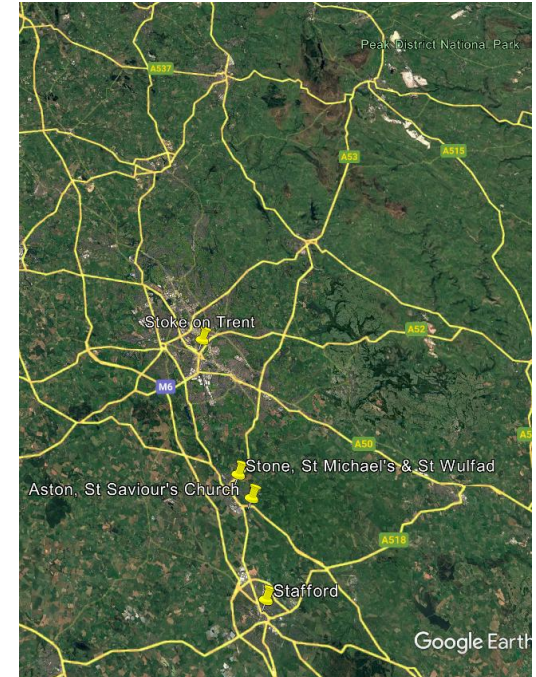 Peak District National Park
A537
A515
A53
Stoke on Trent
A52
M6
A50
A5
Stone, St Michael's & St Wulfad
Aston, St Saviour's Church
A518
Stafford
Google Earth